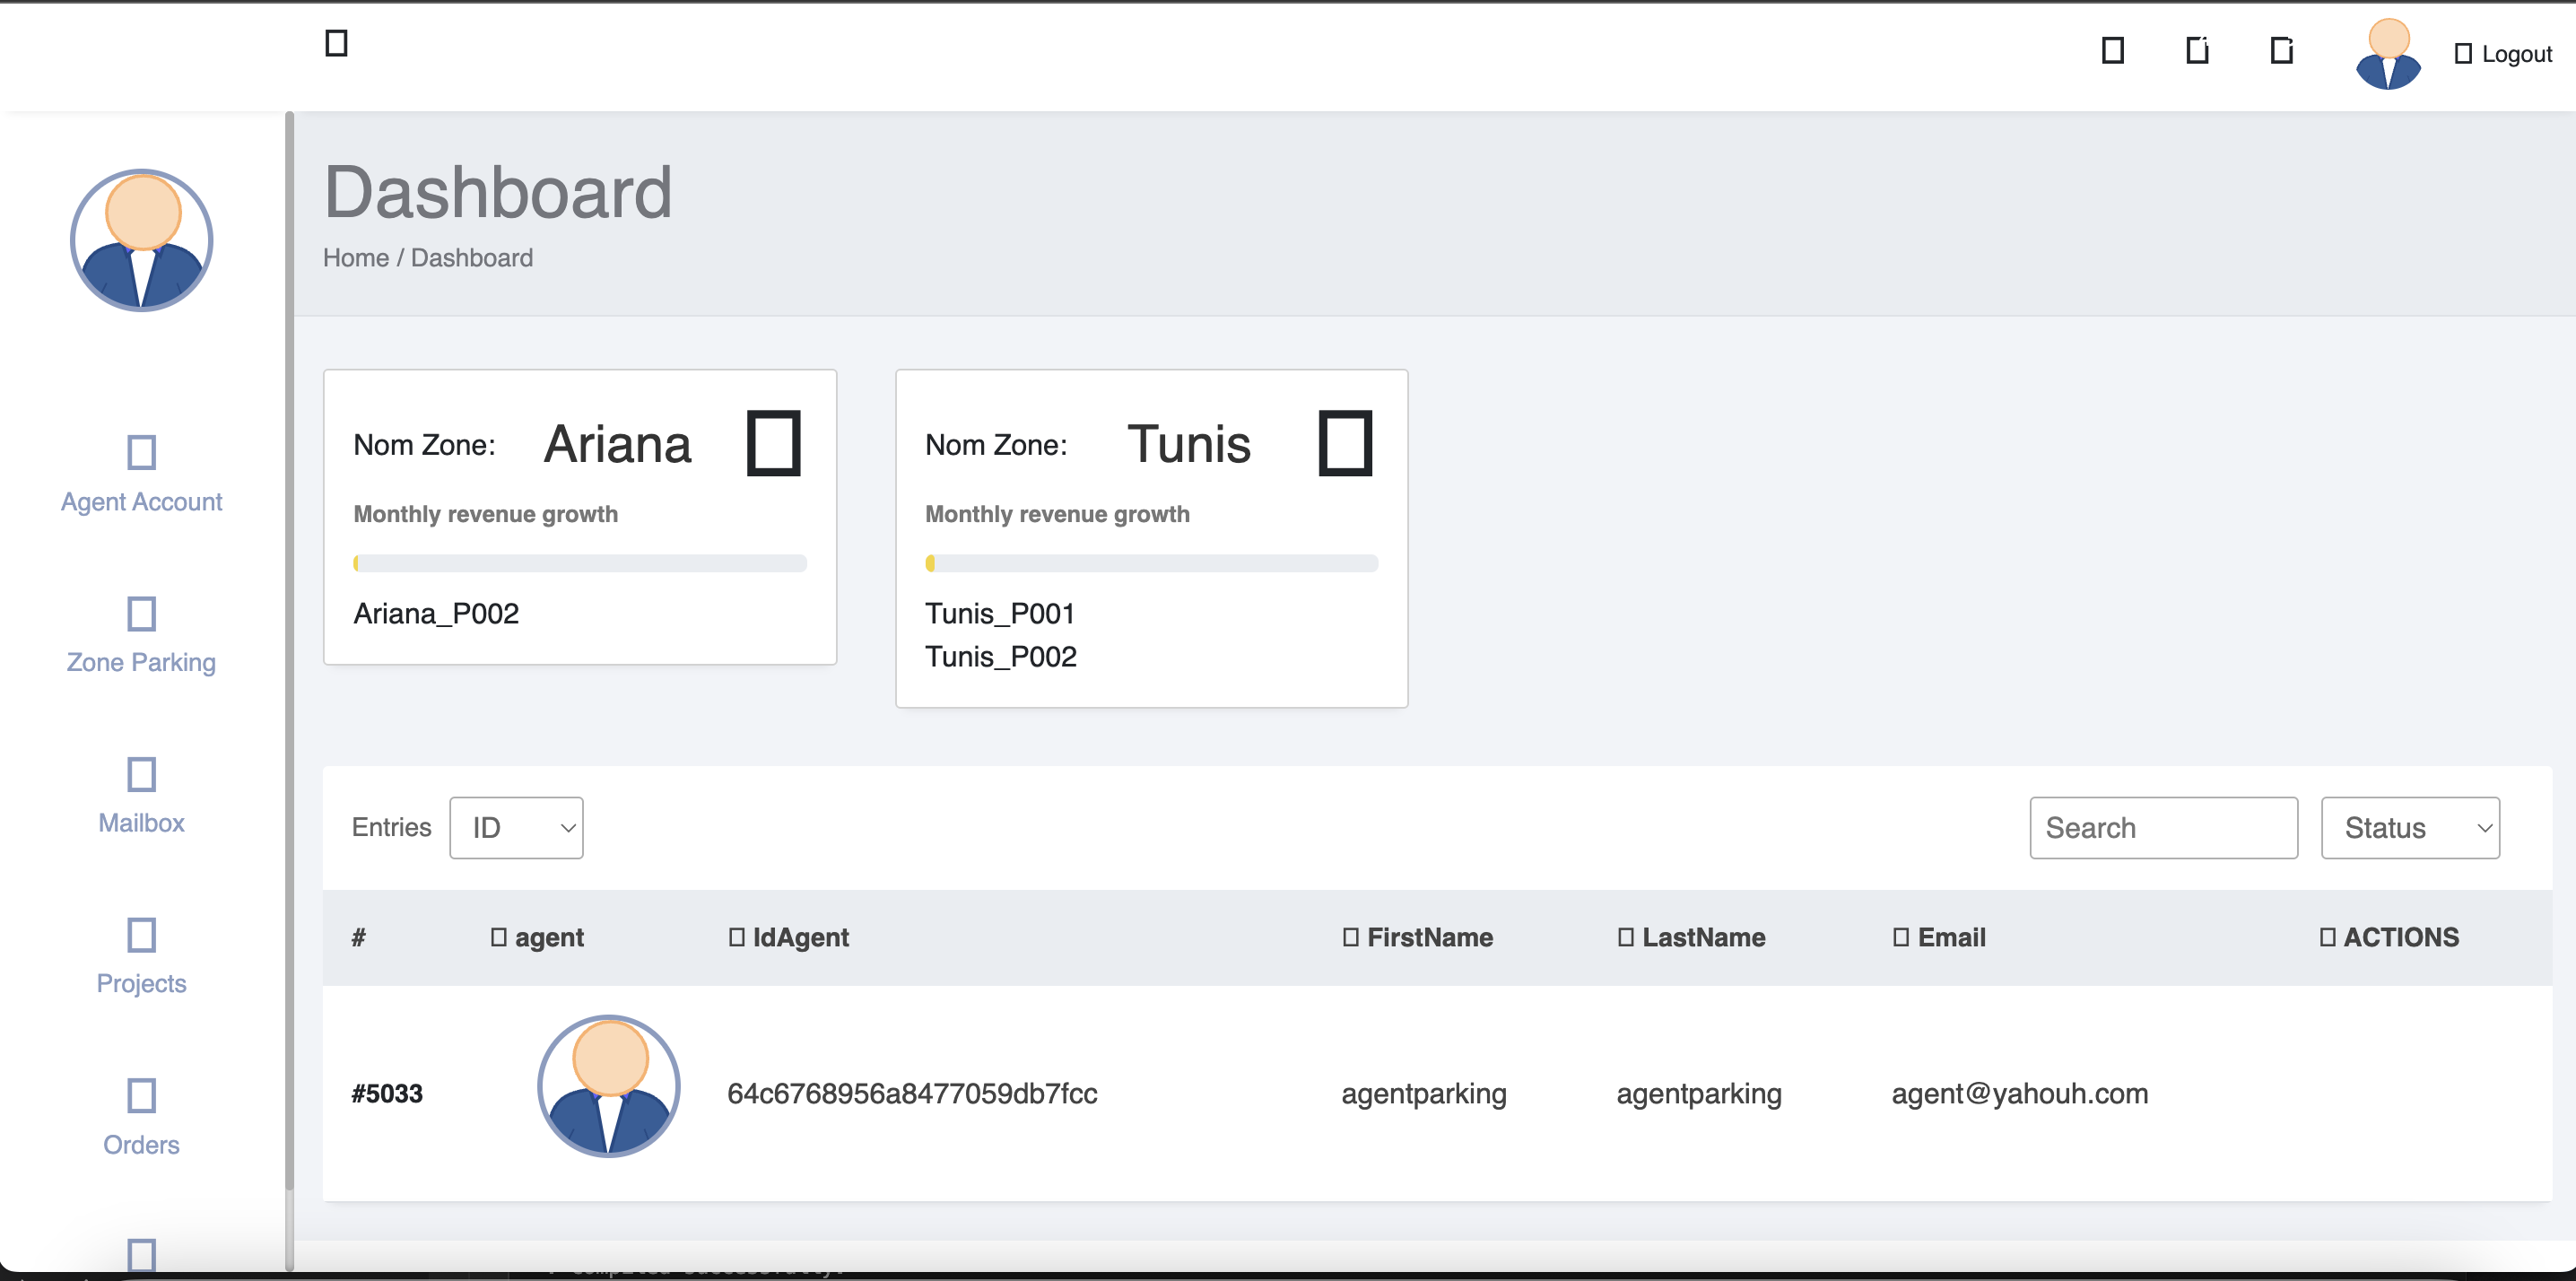 Logout
Dashboard
Home / Dashboard
Agent Account
Zone Parking
Mailbox
Projects
Orders
Nom Zone: Ariana
Monthly revenue growth
Ariana_P002
Nom Zone: Tunis
Monthly revenue growth
Tunis_P001
Tunis_P002
Entries ID Search Status
# agent IdAgent FirstName LastName Email ACTIONS
#5033 64c6768956a8477059db7fcc agentparking agentparking agent@yahouh.com